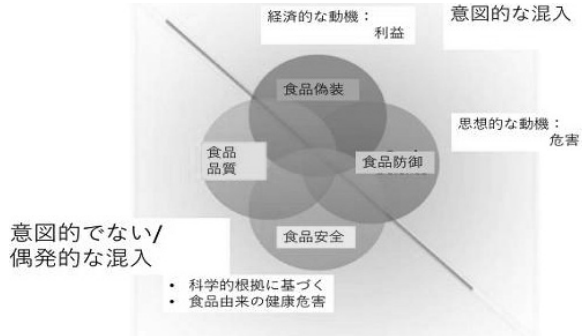 経済的な動機：
利益
意図的な混入
食品偽装
思想的な動機：
危害
食品
品質
食品防御
意図的でない/
偶発的な混入
食品安全
• 科学的根拠に基づく
• 食品由来の健康危害